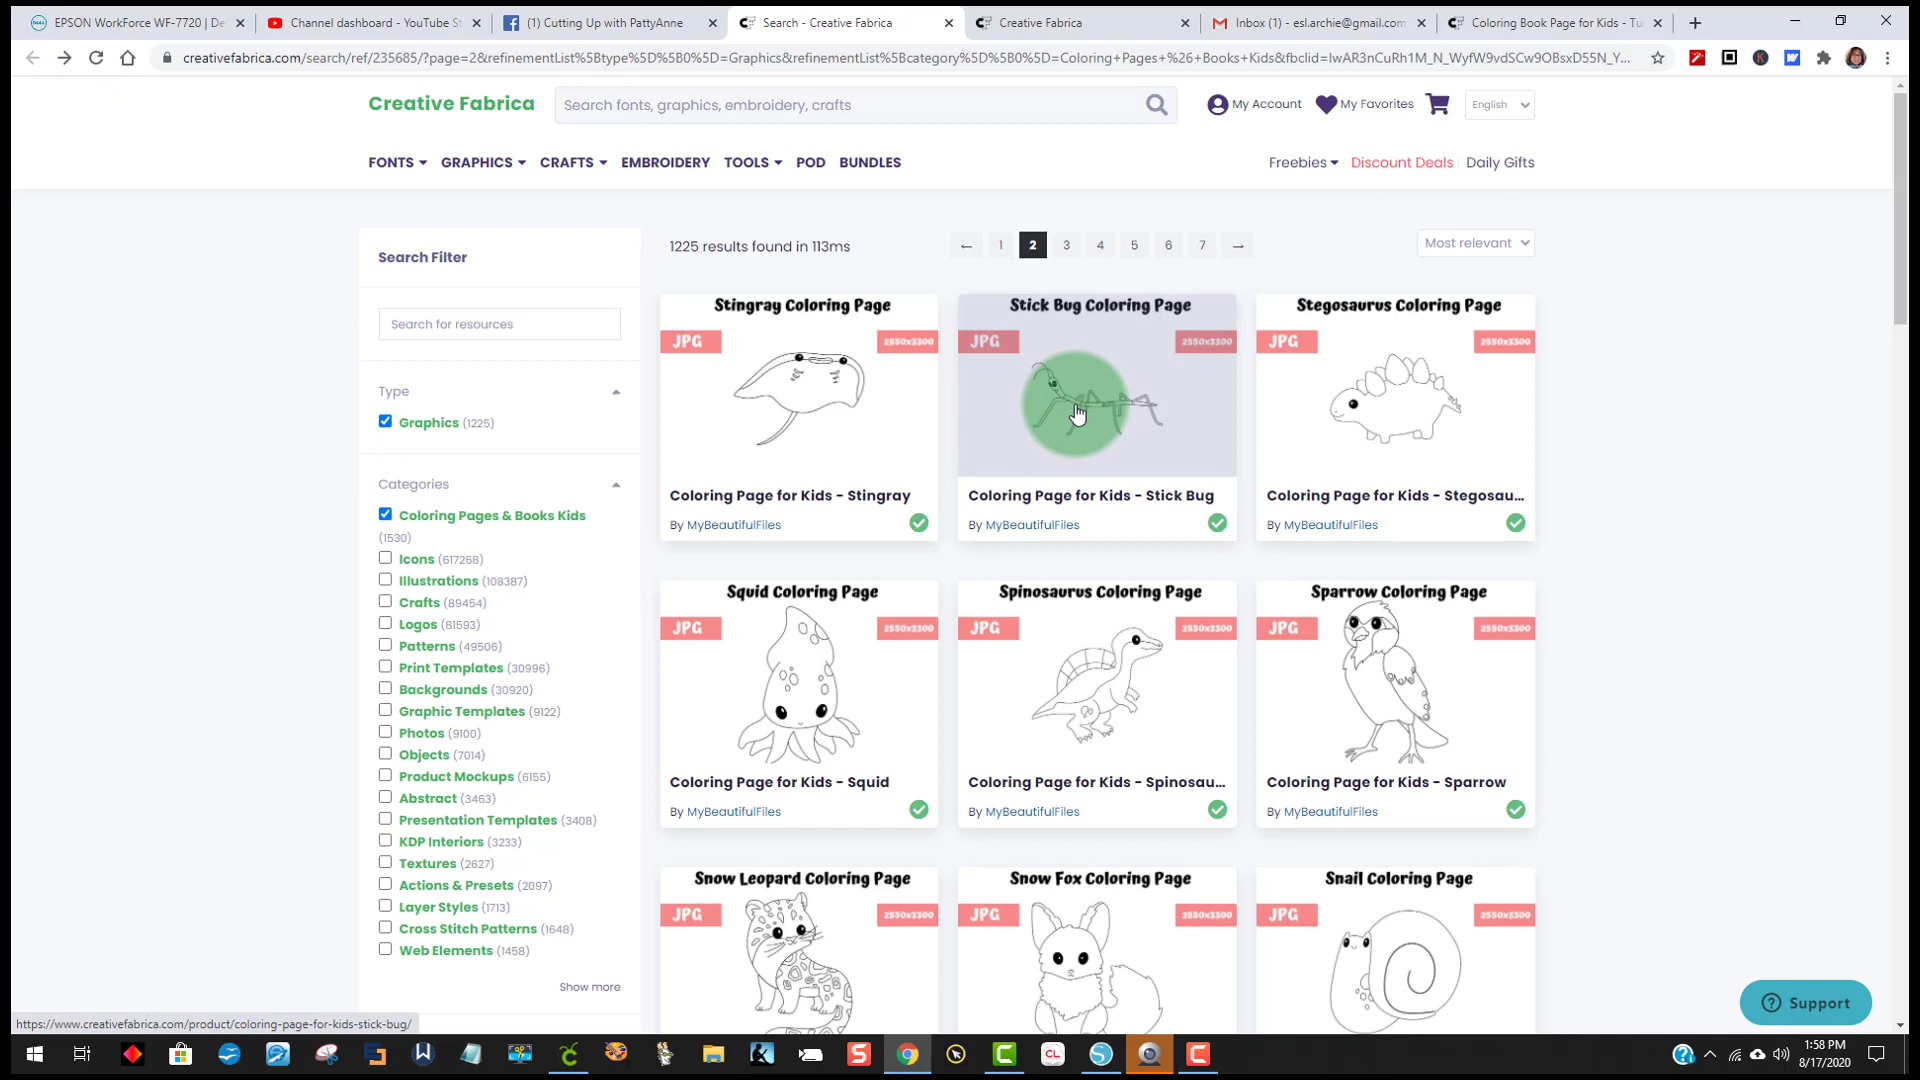 EPSON WorkForce WF-7720 | De
Channel dashboard - YouTube St
(1) Cutting Up with PattyAnne
Search - Creative Fabrica
Creative Fabrica
Inbox (1) - esl.archie@gmail.com
Coloring Book Page for Kids - Tu
creativefabrica.com/search/ref/235685/?page=2&refinementList%5Btype%5D%5B0%5D=Graphics&refinementList%5Bcategory%5D%5B0%5D=Coloring+Pages+%26+Books+Kids&fbclid=IwAR3nCuRh1M_N_WyfW9vdSCw9OBsxD55N_Y...
Creative Fabrica
Search fonts, graphics, embroidery, crafts
My Account
My Favorites
English
FONTS GRAPHICS CRAFTS EMBROIDERY TOOLS POD BUNDLES
Freebies Discount Deals Daily Gifts
Search Filter
1225 results found in 113ms
← 1 2 3 4 5 6 7 →
Most relevant
Search for resources
Type
Graphics (1225)
Categories
Coloring Pages & Books Kids
(1530)
Icons (617268)
Illustrations (108387)
Crafts (89454)
Logos (81593)
Patterns (49506)
Print Templates (30996)
Backgrounds (30920)
Graphic Templates (9122)
Photos (9100)
Objects (7014)
Product Mockups (6155)
Abstract (3463)
Presentation Templates (3408)
KDP Interiors (3233)
Textures (2627)
Actions & Presets (2097)
Layer Styles (1713)
Cross Stitch Patterns (1648)
Web Elements (1458)
Show more
Stingray Coloring Page
JPG
2550x3300
Coloring Page for Kids - Stingray
By MyBeautifulFiles
Stick Bug Coloring Page
JPG
2550x3300
Coloring Page for Kids - Stick Bug
By MyBeautifulFiles
Stegosaurus Coloring Page
JPG
2550x3300
Coloring Page for Kids - Stegosau...
By MyBeautifulFiles
Squid Coloring Page
JPG
2550x3300
Coloring Page for Kids - Squid
By MyBeautifulFiles
Spinosaurus Coloring Page
JPG
2550x3300
Coloring Page for Kids - Spinosau...
By MyBeautifulFiles
Sparrow Coloring Page
JPG
2550x3300
Coloring Page for Kids - Sparrow
By MyBeautifulFiles
Snow Leopard Coloring Page
JPG
2550x3300
Snow Fox Coloring Page
JPG
2550x3300
Snail Coloring Page
JPG
2550x3300
Support
https://www.creativefabrica.com/product/coloring-page-for-kids-stick-bug/
1:58 PM
8/17/2020